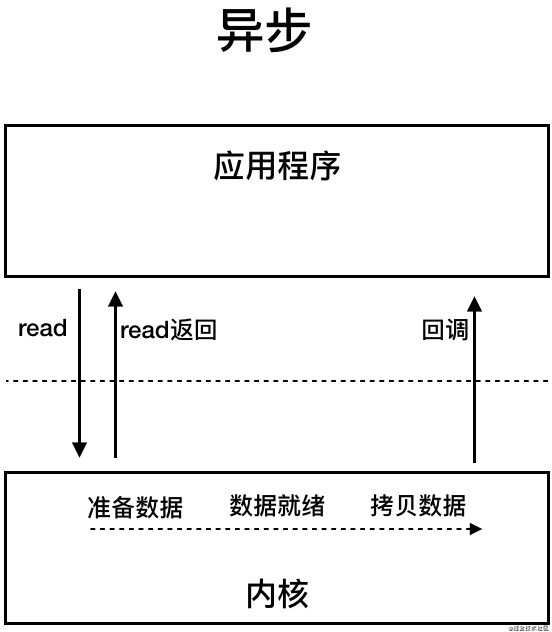 异步
应用程序
read
read返回
回调
准备数据
数据就绪
拷贝数据
内核